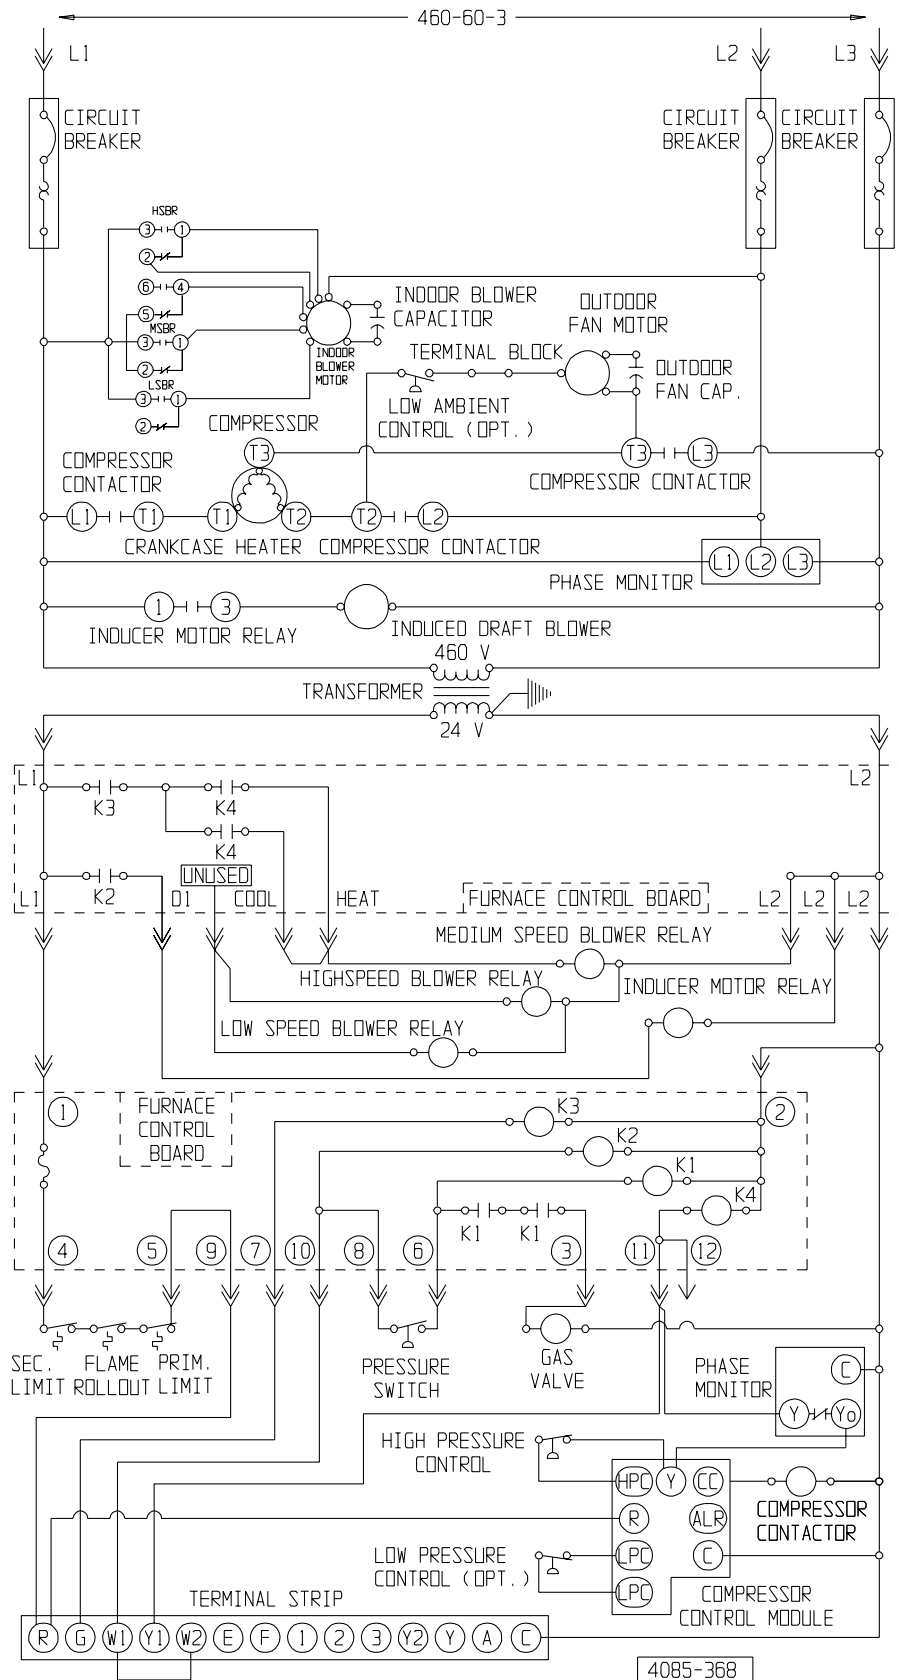 460-60-3
L1
L2
L3
CIRCUIT
BREAKER
CIRCUIT
BREAKER
CIRCUIT
BREAKER
HSBR
3 1
2
6 4
5
MSBR
3 1
2
LSBR
3 1
2
INDOOR
BLOWER
MOTOR
INDOOR BLOWER
CAPACITOR
OUTDOOR
FAN MOTOR
TERMINAL BLOCK
OUTDOOR
FAN CAP.
LOW AMBIENT
CONTROL (OPT.)
COMPRESSOR
T3
T3 L3
COMPRESSOR CONTACTOR
COMPRESSOR
CONTACTOR
L1 T1 T1 T2 T2 L2
CRANKCASE HEATER
COMPRESSOR CONTACTOR
L1 L2 L3
PHASE MONITOR
1 3
INDUCER MOTOR RELAY
INDUCED DRAFT BLOWER
460 V
TRANSFORMER
24 V
L1
L2
K3
K4
K4
K2
UNUSED
L1
D1
COOL
HEAT
FURNACE CONTROL BOARD
L2
L2
L2
MEDIUM SPEED BLOWER RELAY
HIGHSPEED BLOWER RELAY
INDUCER MOTOR RELAY
LOW SPEED BLOWER RELAY
1
FURNACE
CONTROL
BOARD
K3
2
K2
K1
K4
K1
K1
4 5 9 7 10 8 6 3 11 12
SEC.
LIMIT
FLAME
ROLLOUT
PRIM.
LIMIT
PRESSURE
SWITCH
GAS
VALVE
PHASE
MONITOR
C
Y Yo
HIGH PRESSURE
CONTROL
HPC Y CC
R ALR
LPC C
LPC
COMPRESSOR
CONTACTOR
LOW PRESSURE
CONTROL (OPT.)
COMPRESSOR
CONTROL MODULE
TERMINAL STRIP
R G W1 Y1 W2 E F 1 2 3 Y2 Y A C
4085-368